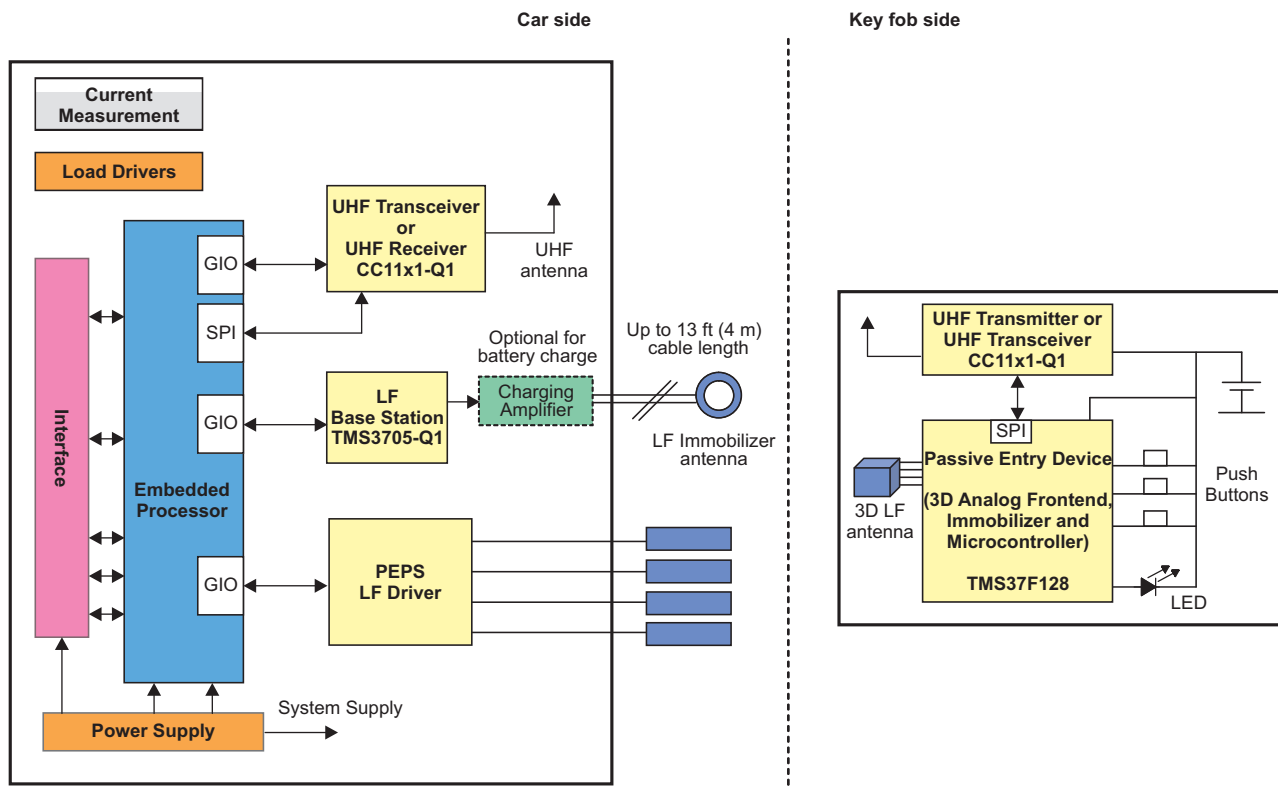 Car side
Key fob side
Current
Measurement
Load Drivers
Interface
Embedded
Processor
GIO
SPI
GIO
GIO
UHF Transceiver
or
UHF Receiver
CC11x1-Q1
UHF
antenna
LF
Base Station
TMS3705-Q1
Optional for
battery charge
Charging
Amplifier
Up to 13 ft (4 m)
cable length
LF Immobilizer
antenna
PEPS
LF Driver
Power Supply
System Supply
UHF Transmitter or
UHF Transceiver
CC11x1-Q1
SPI
Passive Entry Device
(3D Analog Frontend,
Immobilizer and
Microcontroller)
TMS37F128
3D LF
antenna
Push
Buttons
LED